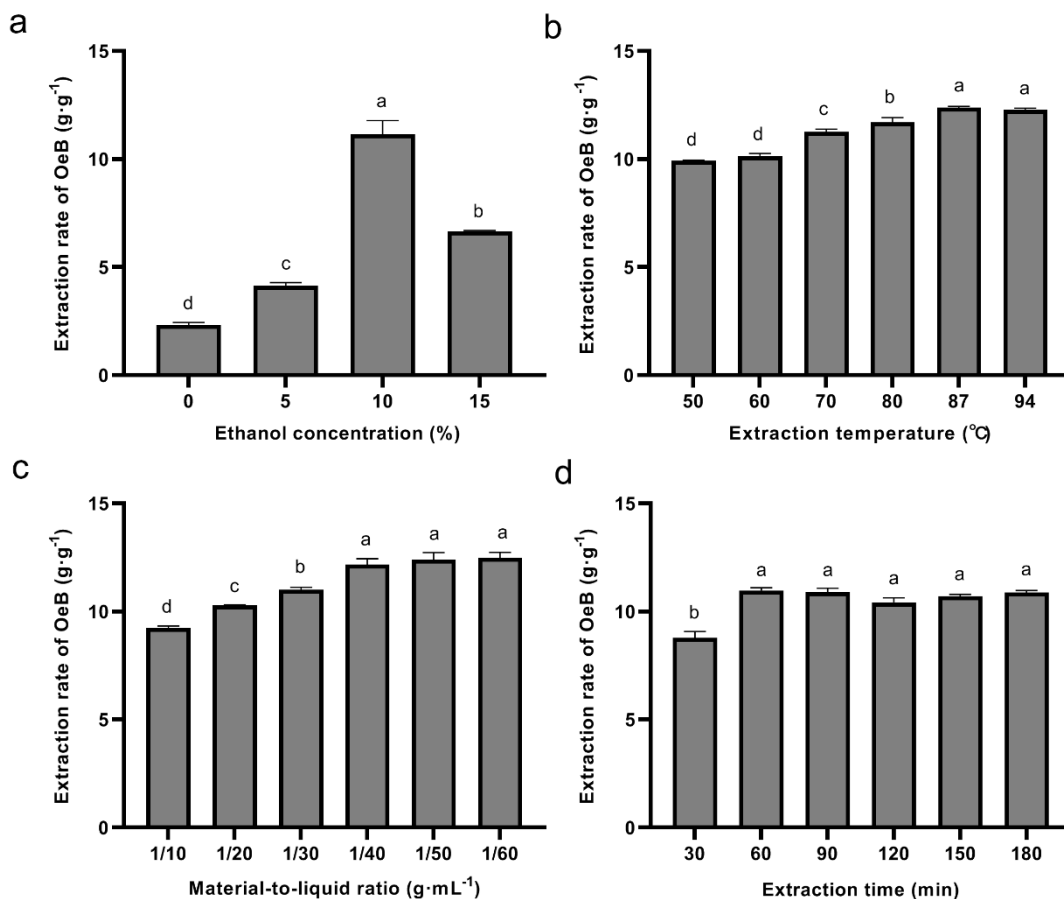 a
Extraction rate of OeB (g·g⁻¹)
15
10
5
0
d
c
a
b
0 5 10 15
Ethanol concentration (%)
b
Extraction rate of OeB (g·g⁻¹)
15
10
5
0
d d c b a a
50 60 70 80 87 94
Extraction temperature (℃)
c
Extraction rate of OeB (g·g⁻¹)
15
10
5
0
d c b a a a
1/10 1/20 1/30 1/40 1/50 1/60
Material-to-liquid ratio (g·mL⁻¹)
d
Extraction rate of OeB (g·g⁻¹)
15
10
5
0
b a a a a a
30 60 90 120 150 180
Extraction time (min)